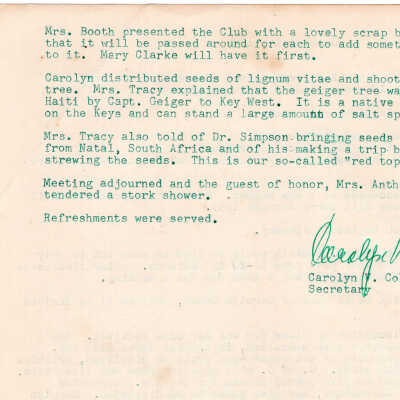 Mrs. Booth presented the Club with a lovely scrap b
that it will be passed around for each to add somet
to it. Mary Clarke will have it first.
Carolyn distributed seeds of lignum vitae and shoot
tree. Mrs. Tracy explained that the geiger tree wa
Haiti by Capt. Geiger to Key West. It is a native
on the Keys and can stand a large amount of salt sp
Mrs. Tracy also told of Dr. Simpson bringing seeds
from Natal, South Africa and of his making a trip b
strewing the seeds. This is our so-called "red top
Meeting adjourned and the guest of honor, Mrs. Anth
tendered a stork shower.
Refreshments were served.
Carolyn V
Carolyn V. Co
Secretary